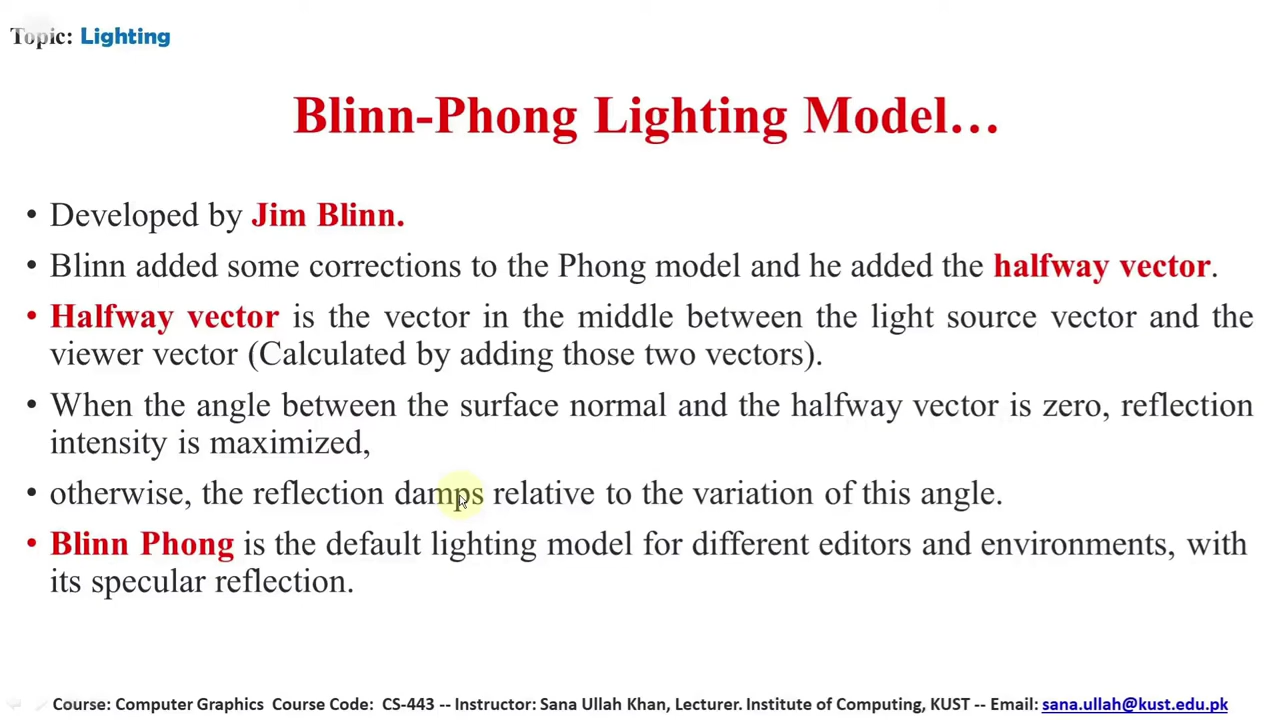 Topic: Lighting
Blinn-Phong Lighting Model…
• Developed by Jim Blinn.
• Blinn added some corrections to the Phong model and he added the halfway vector.
• Halfway vector is the vector in the middle between the light source vector and the
viewer vector (Calculated by adding those two vectors).
• When the angle between the surface normal and the halfway vector is zero, reflection
intensity is maximized,
• otherwise, the reflection damps relative to the variation of this angle.
• Blinn Phong is the default lighting model for different editors and environments, with
its specular reflection.
Course: Computer Graphics Course Code: CS-443 -- Instructor: Sana Ullah Khan, Lecturer. Institute of Computing, KUST -- Email: sana.ullah@kust.edu.pk